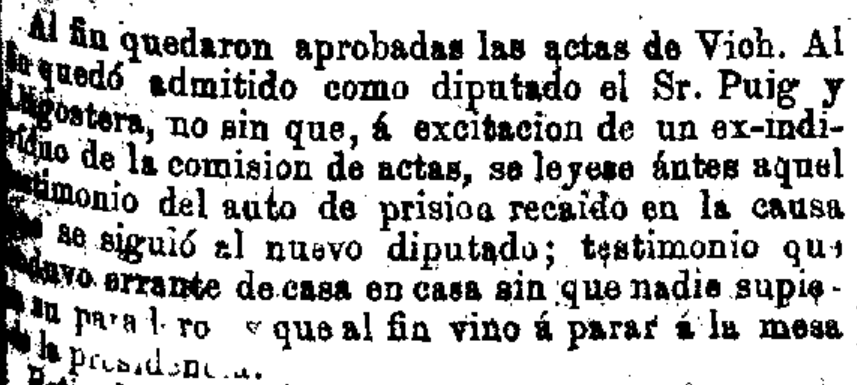 Al fin quedaron aprobadas las actas de Vich. Al
fin quedó admitido como diputado el Sr. Puig y
Llagostera, no sin que, á excitacion de un ex-indi-
víduo de la comision de actas, se leyese ántes aquel
testimonio del auto de prision recaido en la causa
que se siguió al nuevo diputado; testimonio que
anduvo errante de casa en casa sin que nadie supie-
su para que al fin vino á parar á la mesa
de la presidencia.